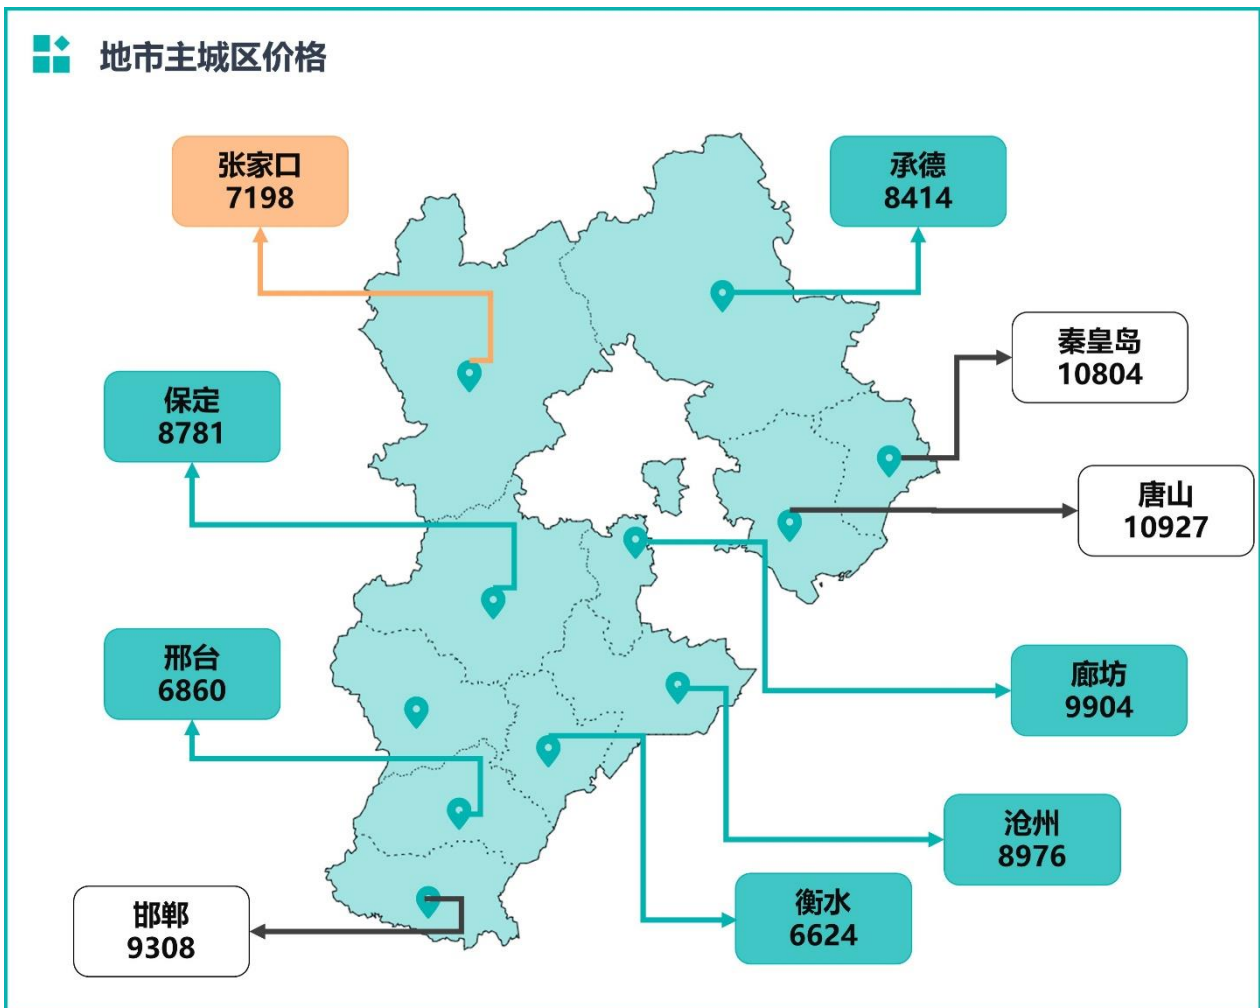 地市主城区价格
张家口
7198
承德
8414
秦皇岛
10804
保定
8781
唐山
10927
邢台
6860
廊坊
9904
沧州
8976
衡水
6624
邯郸
9308